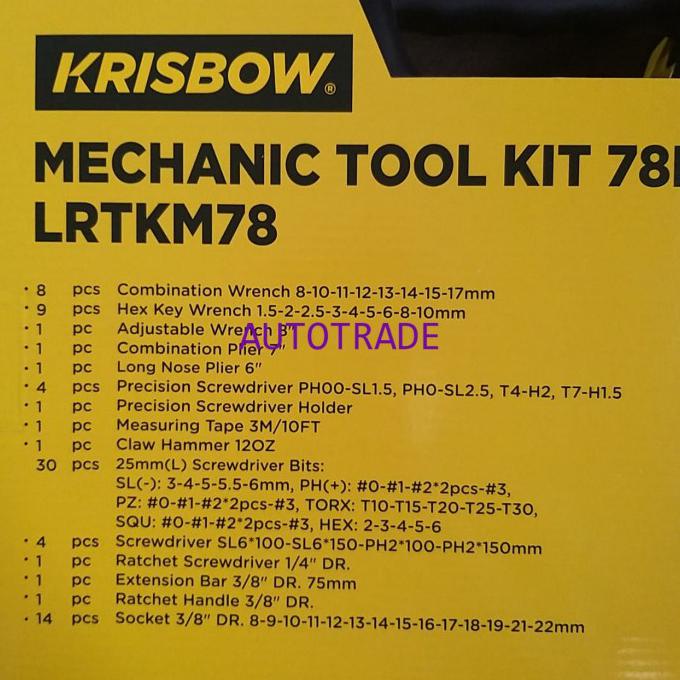 KRISBOW®
MECHANIC TOOL KIT 78
LRTKM78
• 8 pcs Combination Wrench 8-10-11-12-13-14-15-17mm
• 9 pcs Hex Key Wrench 1.5-2-2.5-3-4-5-6-8-10mm
• 1 pc Adjustable Wrench 8"
AUTOTRADE
• 1 pc Combination Plier 7"
• 1 pc Long Nose Plier 6"
• 4 pcs Precision Screwdriver PH00-SL1.5, PH0-SL2.5, T4-H2, T7-H1.5
• 1 pc Precision Screwdriver Holder
• 1 pc Measuring Tape 3M/10FT
• 1 pc Claw Hammer 12OZ
30 pcs 25mm(L) Screwdriver Bits:
SL(-): 3-4-5-5.5-6mm, PH(+): #0-#1-#2*2pcs-#3,
PZ: #0-#1-#2*2pcs-#3, TORX: T10-T15-T20-T25-T30,
SQU: #0-#1-#2*2pcs-#3, HEX: 2-3-4-5-6
• 4 pcs Screwdriver SL6*100-SL6*150-PH2*100-PH2*150mm
• 1 pc Ratchet Screwdriver 1/4" DR.
• 1 pc Extension Bar 3/8" DR. 75mm
• 1 pc Ratchet Handle 3/8" DR.
• 14 pcs Socket 3/8" DR. 8-9-10-11-12-13-14-15-16-17-18-19-21-22mm